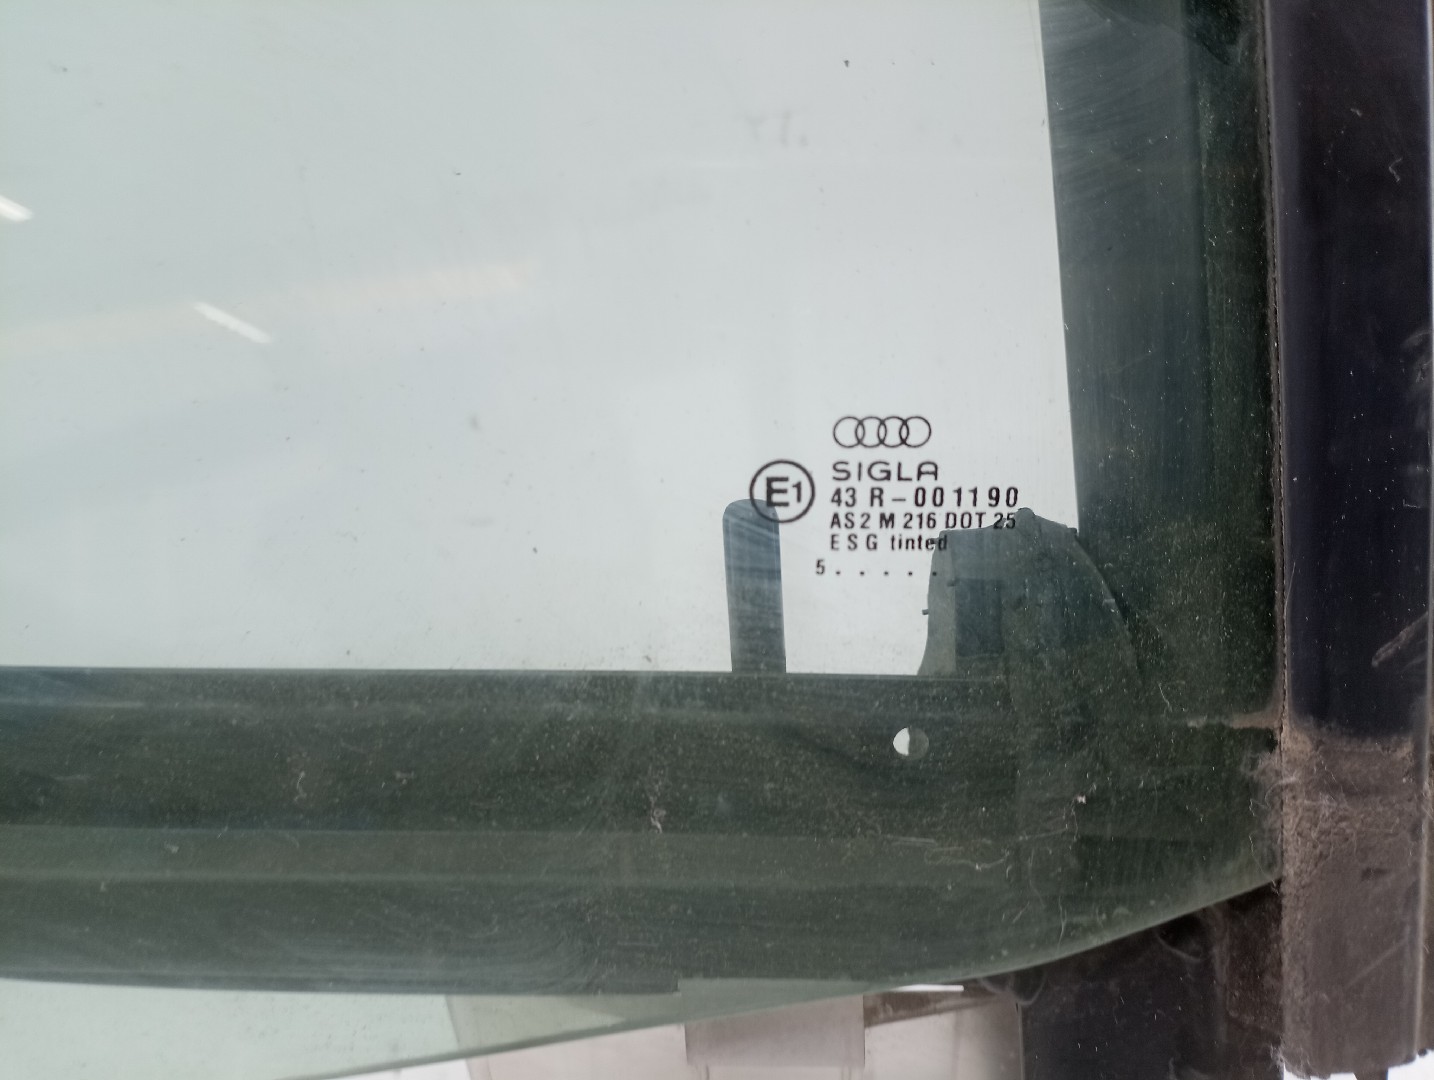 SIGLA
E1
43 R-001190
AS2 M 216 DOT 25
ESG tinted
5 . . . . .